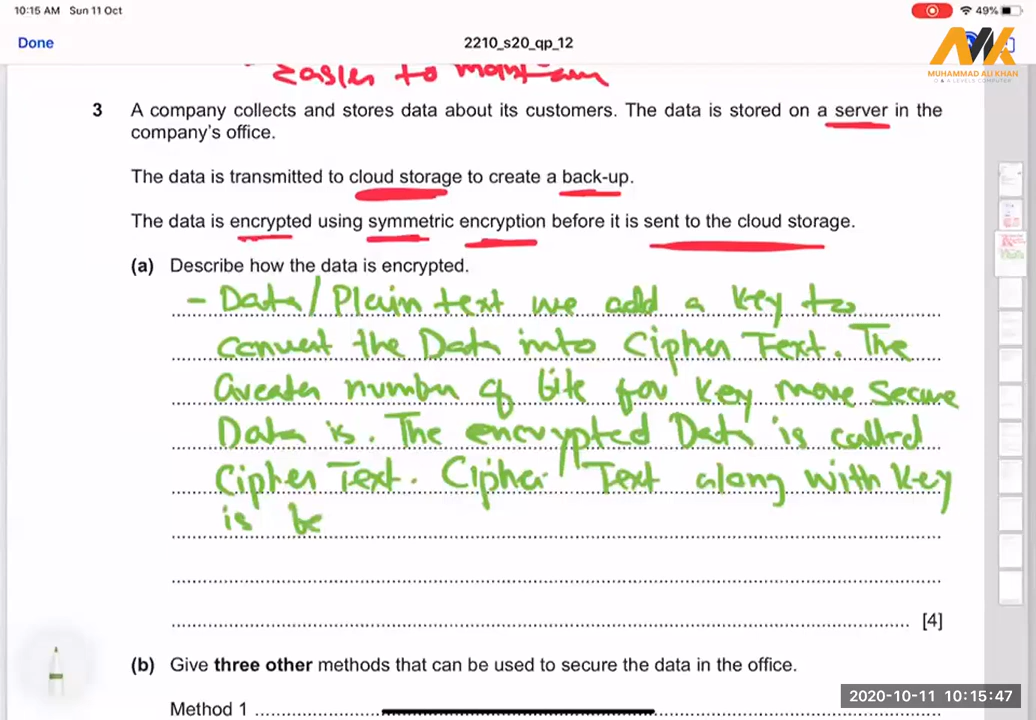 10:15 AM Sun 11 Oct
49%
Done
2210_s20_qp_12
MUHAMMAD ALI KHAN
O & A LEVELS COMPUTER
- easier to maintain
3 A company collects and stores data about its customers. The data is stored on a server in the
company's office.
The data is transmitted to cloud storage to create a back-up.
The data is encrypted using symmetric encryption before it is sent to the cloud storage.
(a) Describe how the data is encrypted.
- Data / Plain text we add a key to
convert the Data into Cipher Text. The
Greater number of bits for key more secure
Data is. The encrypted Data is called
Cipher Text. Cipher Text along with key
is be
[4]
(b) Give three other methods that can be used to secure the data in the office.
Method 1
2020-10-11 10:15:47